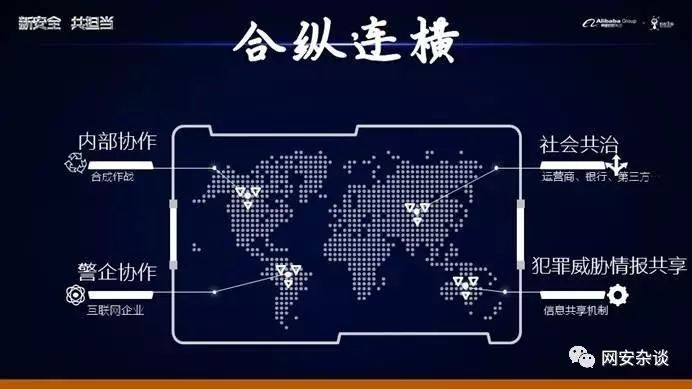 新安全 共担当
Alibaba Group
合纵连横
内部协作
合成作战
社会共治
运营商、银行、第三方…
警企协作
互联网企业
犯罪威胁情报共享
信息共享机制
网安杂谈